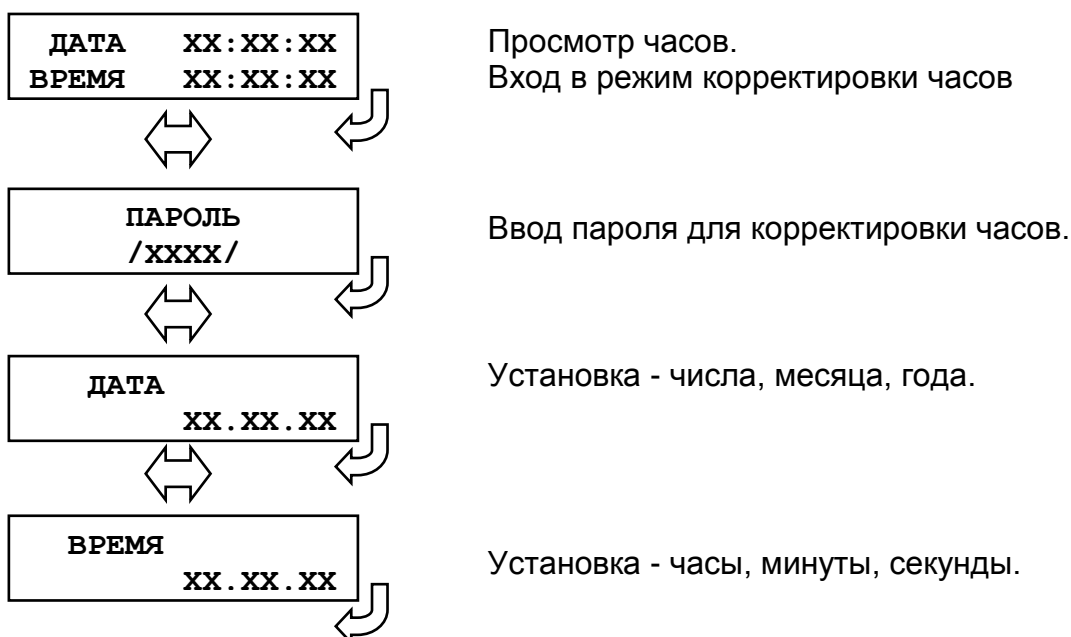 ДАТА XX:XX:XX
ВРЕМЯ XX:XX:XX
Просмотр часов.
Вход в режим корректировки часов
ПАРОЛЬ
/XXXX/
Ввод пароля для корректировки часов.
ДАТА
XX.XX.XX
Установка - числа, месяца, года.
ВРЕМЯ
XX.XX.XX
Установка - часы, минуты, секунды.